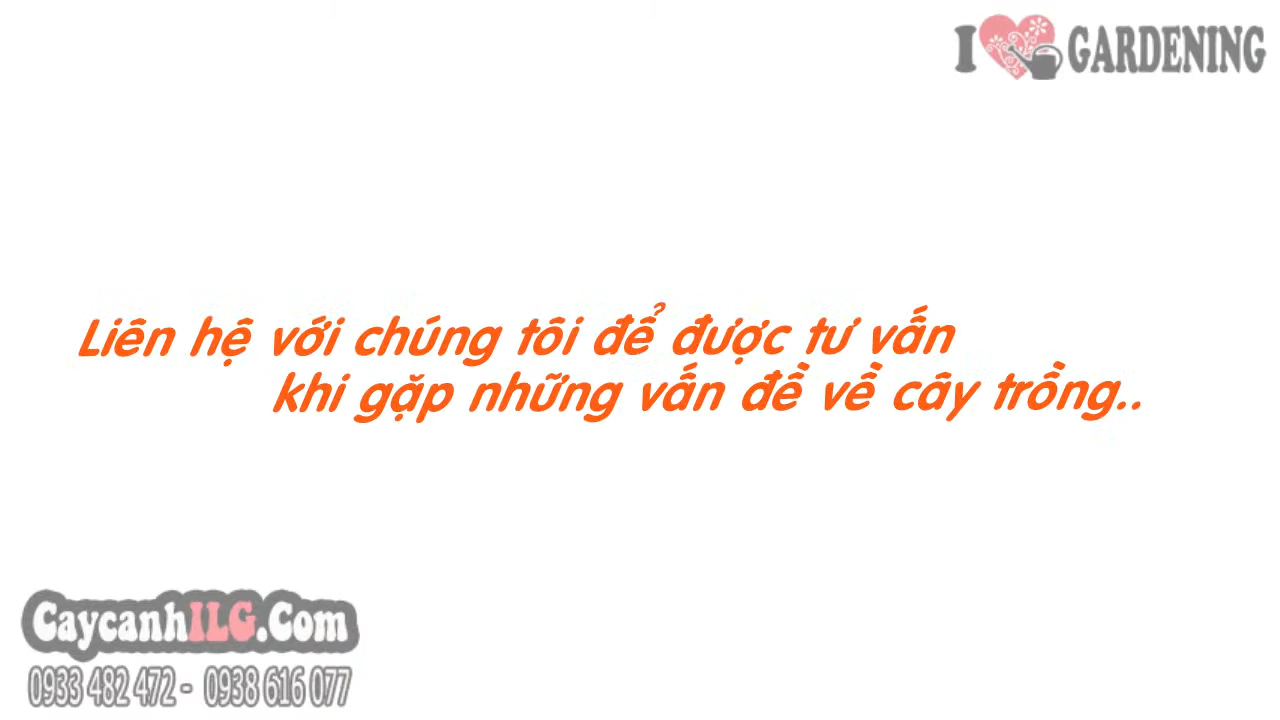 I GARDENING
Liên hệ với chúng tôi để được tư vấn
khi gặp những vấn đề về cây trồng..
CaycanhILG.Com
0933 482 472 - 0938 616 077